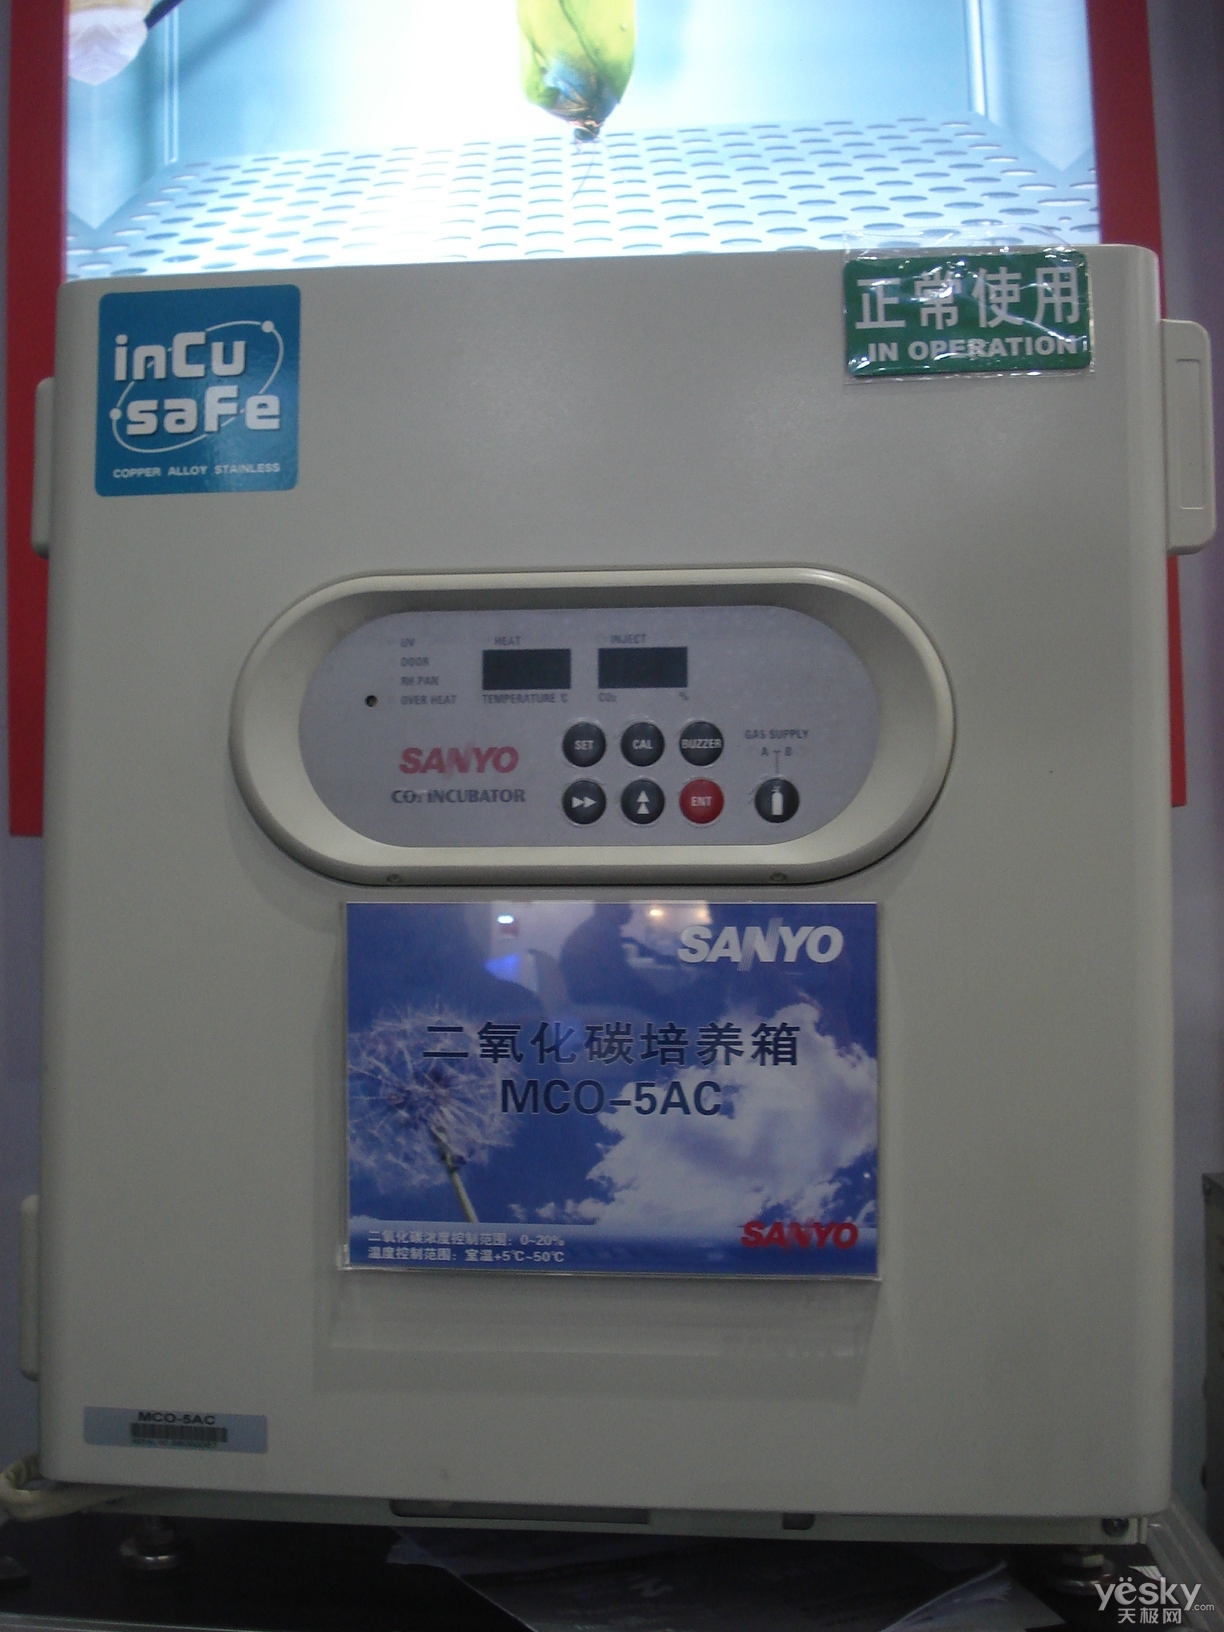 inCu
saFe
COPPER ALLOY STAINLESS
正常使用
IN OPERATION
UV
DOOR
RH PAN
OVER HEAT
HEAT
TEMPERATURE °C
INJECT
CO₂ %
SET
CAL
BUZZER
ENT
GAS SUPPLY
A B
SANYO
CO₂ INCUBATOR
SANYO
二氧化碳培养箱
MCO-5AC
二氧化碳浓度控制范围：0~20%
温度控制范围：室温+5℃~50℃
SANYO
MCO-5AC
yësky.com
天极网